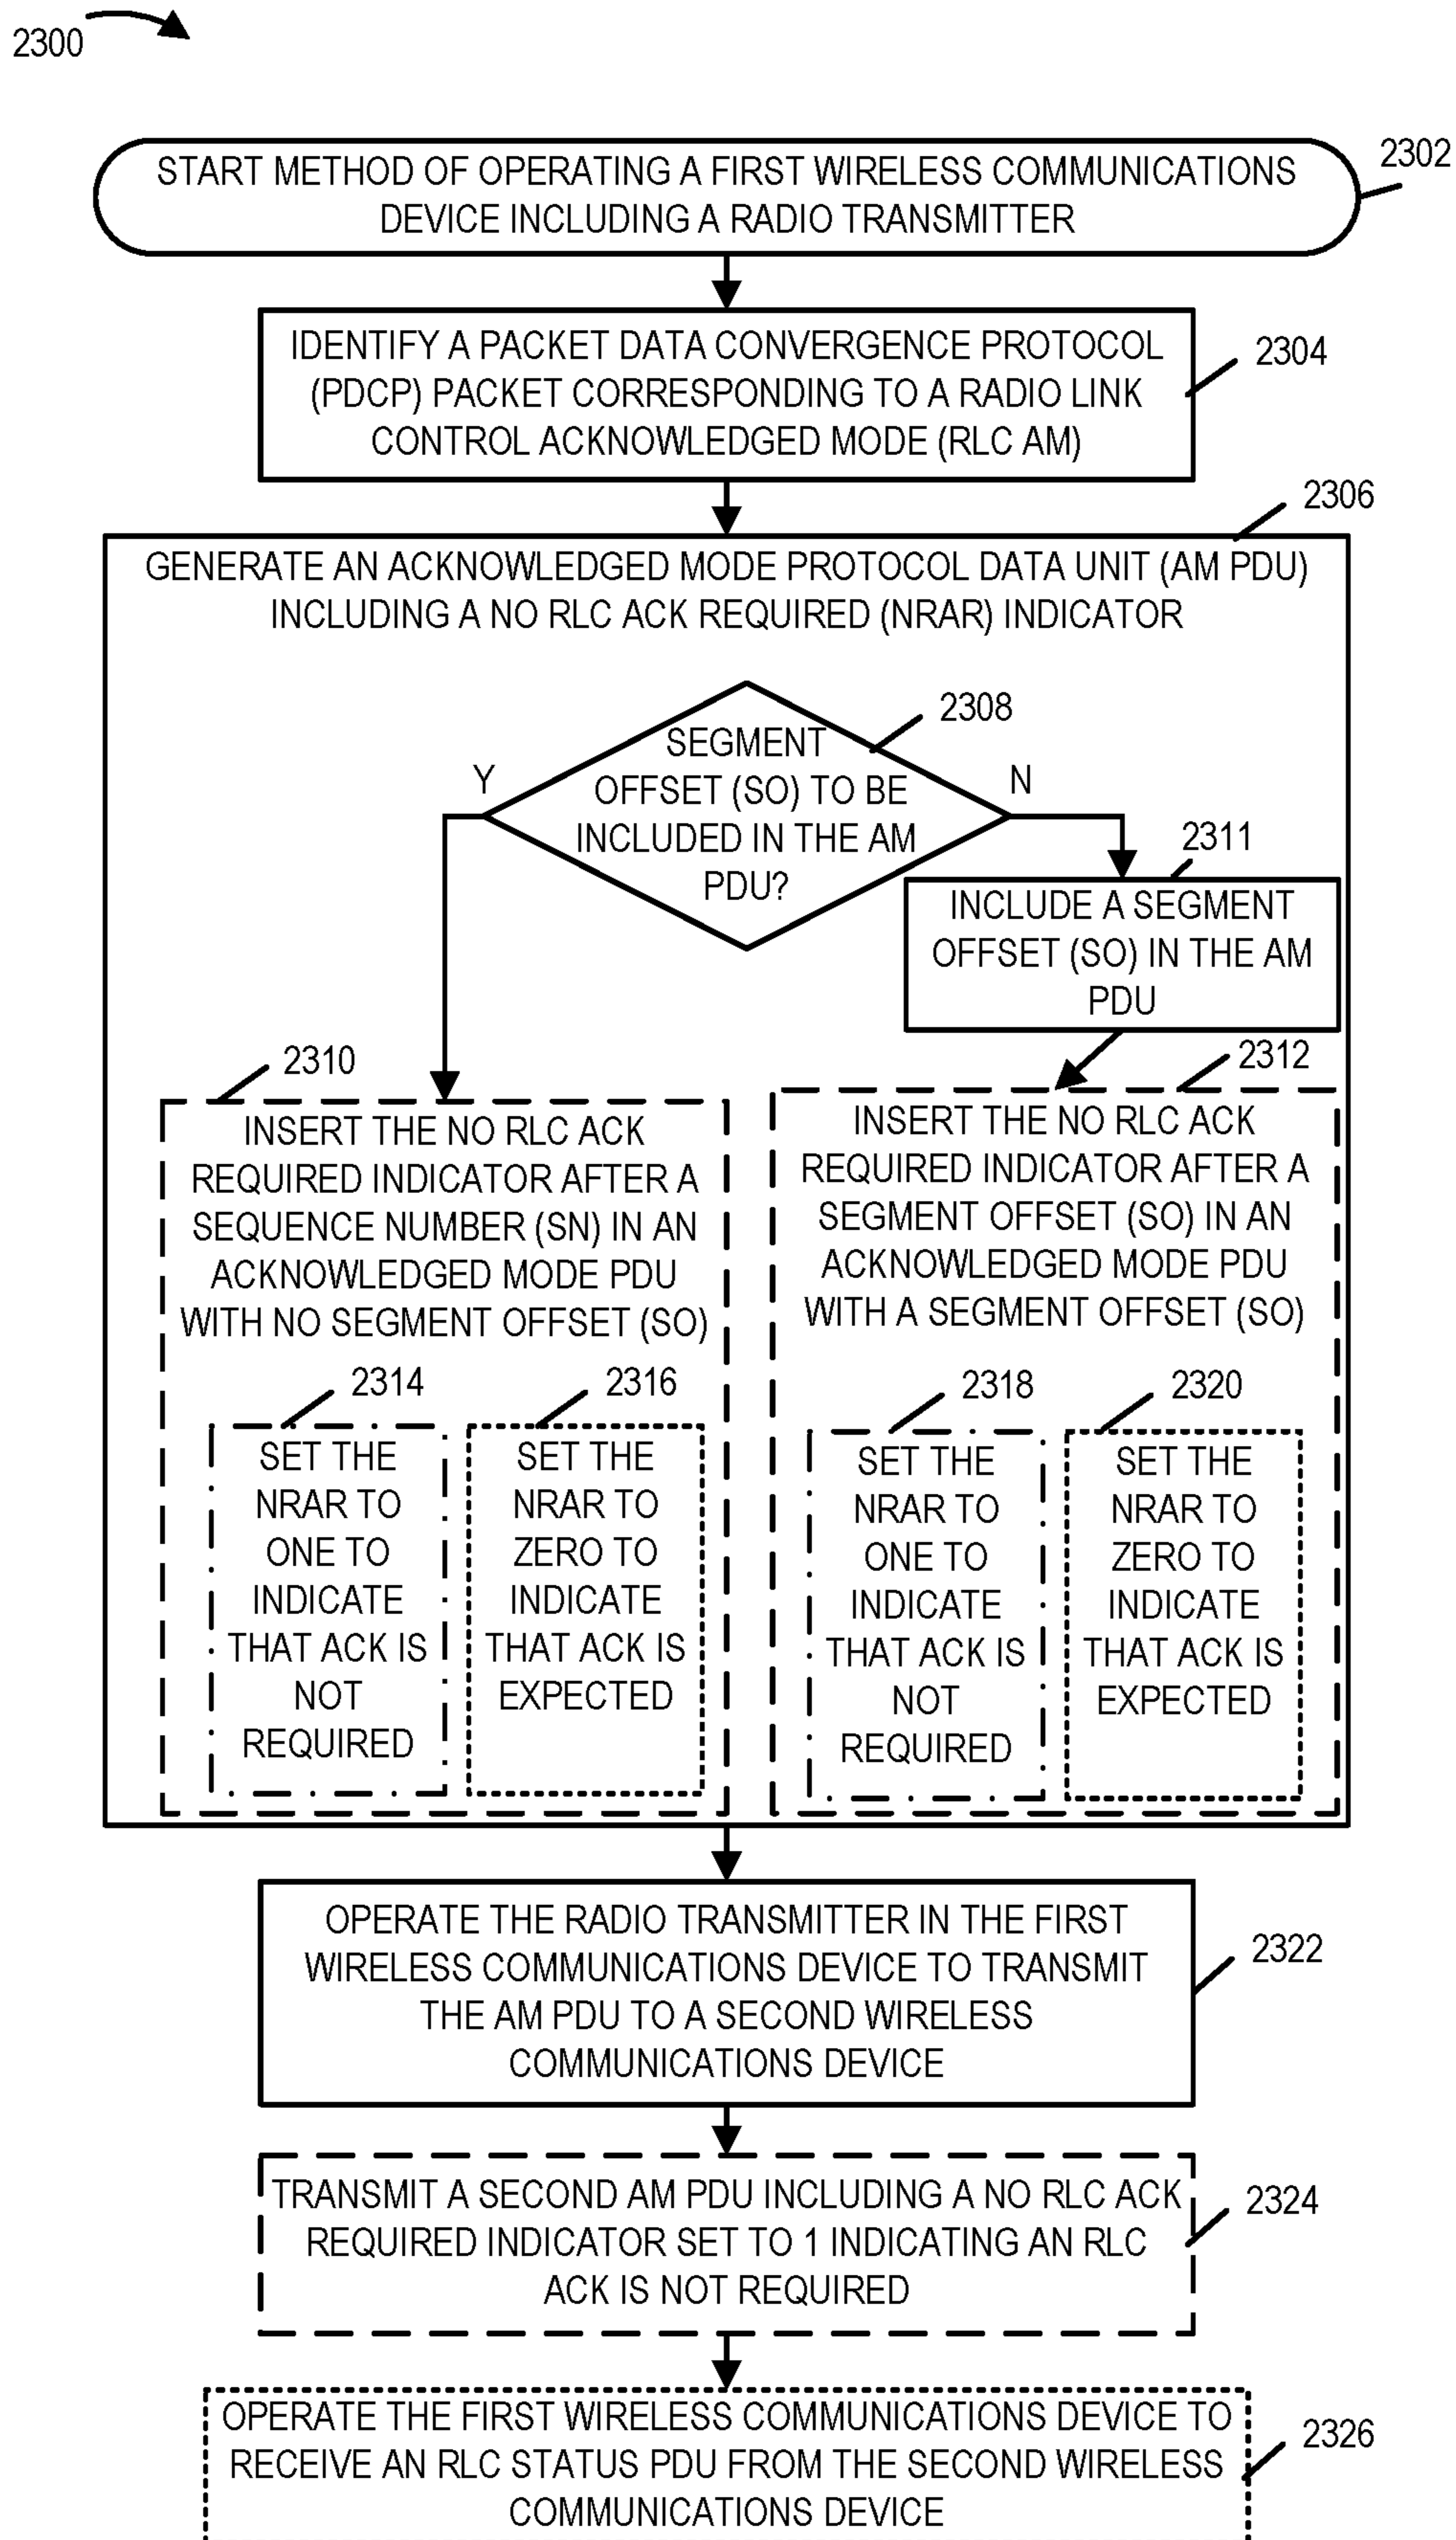 2300
START METHOD OF OPERATING A FIRST WIRELESS COMMUNICATIONS
DEVICE INCLUDING A RADIO TRANSMITTER
2302
IDENTIFY A PACKET DATA CONVERGENCE PROTOCOL
(PDCP) PACKET CORRESPONDING TO A RADIO LINK
CONTROL ACKNOWLEDGED MODE (RLC AM)
2304
2306
GENERATE AN ACKNOWLEDGED MODE PROTOCOL DATA UNIT (AM PDU)
INCLUDING A NO RLC ACK REQUIRED (NRAR) INDICATOR
2308
SEGMENT
OFFSET (SO) TO BE
INCLUDED IN THE AM
PDU?
Y
N
2311
INCLUDE A SEGMENT
OFFSET (SO) IN THE AM
PDU
2310
INSERT THE NO RLC ACK
REQUIRED INDICATOR AFTER A
SEQUENCE NUMBER (SN) IN AN
ACKNOWLEDGED MODE PDU
WITH NO SEGMENT OFFSET (SO)
2314
SET THE
NRAR TO
ONE TO
INDICATE
THAT ACK IS
NOT
REQUIRED
2316
SET THE
NRAR TO
ZERO TO
INDICATE
THAT ACK IS
EXPECTED
2312
INSERT THE NO RLC ACK
REQUIRED INDICATOR AFTER A
SEGMENT OFFSET (SO) IN AN
ACKNOWLEDGED MODE PDU
WITH A SEGMENT OFFSET (SO)
2318
SET THE
NRAR TO
ONE TO
INDICATE
THAT ACK IS
NOT
REQUIRED
2320
SET THE
NRAR TO
ZERO TO
INDICATE
THAT ACK IS
EXPECTED
OPERATE THE RADIO TRANSMITTER IN THE FIRST
WIRELESS COMMUNICATIONS DEVICE TO TRANSMIT
THE AM PDU TO A SECOND WIRELESS
COMMUNICATIONS DEVICE
2322
TRANSMIT A SECOND AM PDU INCLUDING A NO RLC ACK
REQUIRED INDICATOR SET TO 1 INDICATING AN RLC
ACK IS NOT REQUIRED
2324
OPERATE THE FIRST WIRELESS COMMUNICATIONS DEVICE TO
RECEIVE AN RLC STATUS PDU FROM THE SECOND WIRELESS
COMMUNICATIONS DEVICE
2326